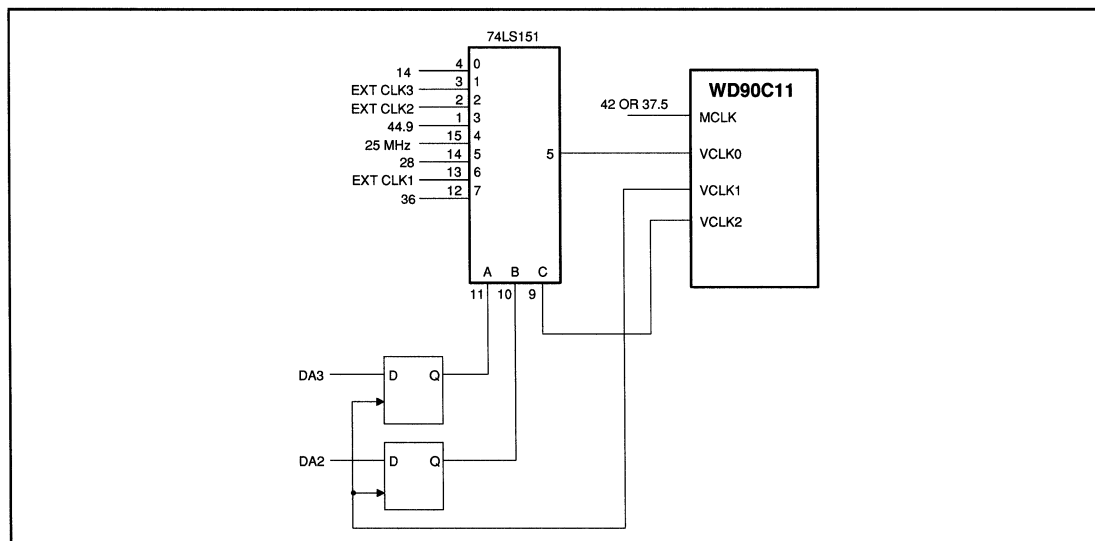 74LS151
14 4 0
EXT CLK3 3 1
EXT CLK2 2 2
44.9 1 3
25 MHz 15 4
28 14 5
EXT CLK1 13 6
36 12 7
5
A B C
11 10 9
WD90C11
42 OR 37.5 MCLK
VCLK0
VCLK1
VCLK2
DA3 D Q
DA2 D Q